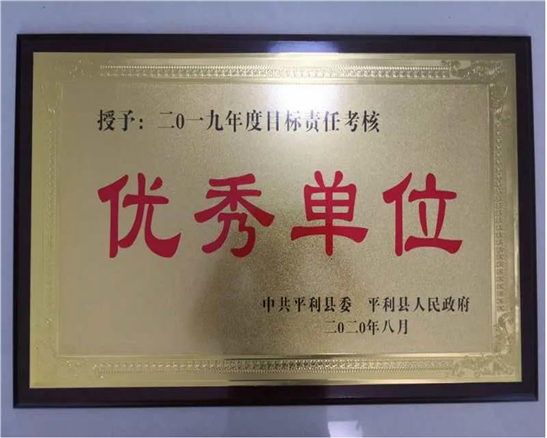 授予：二0一九年度目标责任考核
优秀单位
中共平利县委 平利县人民政府
二0二0年八月